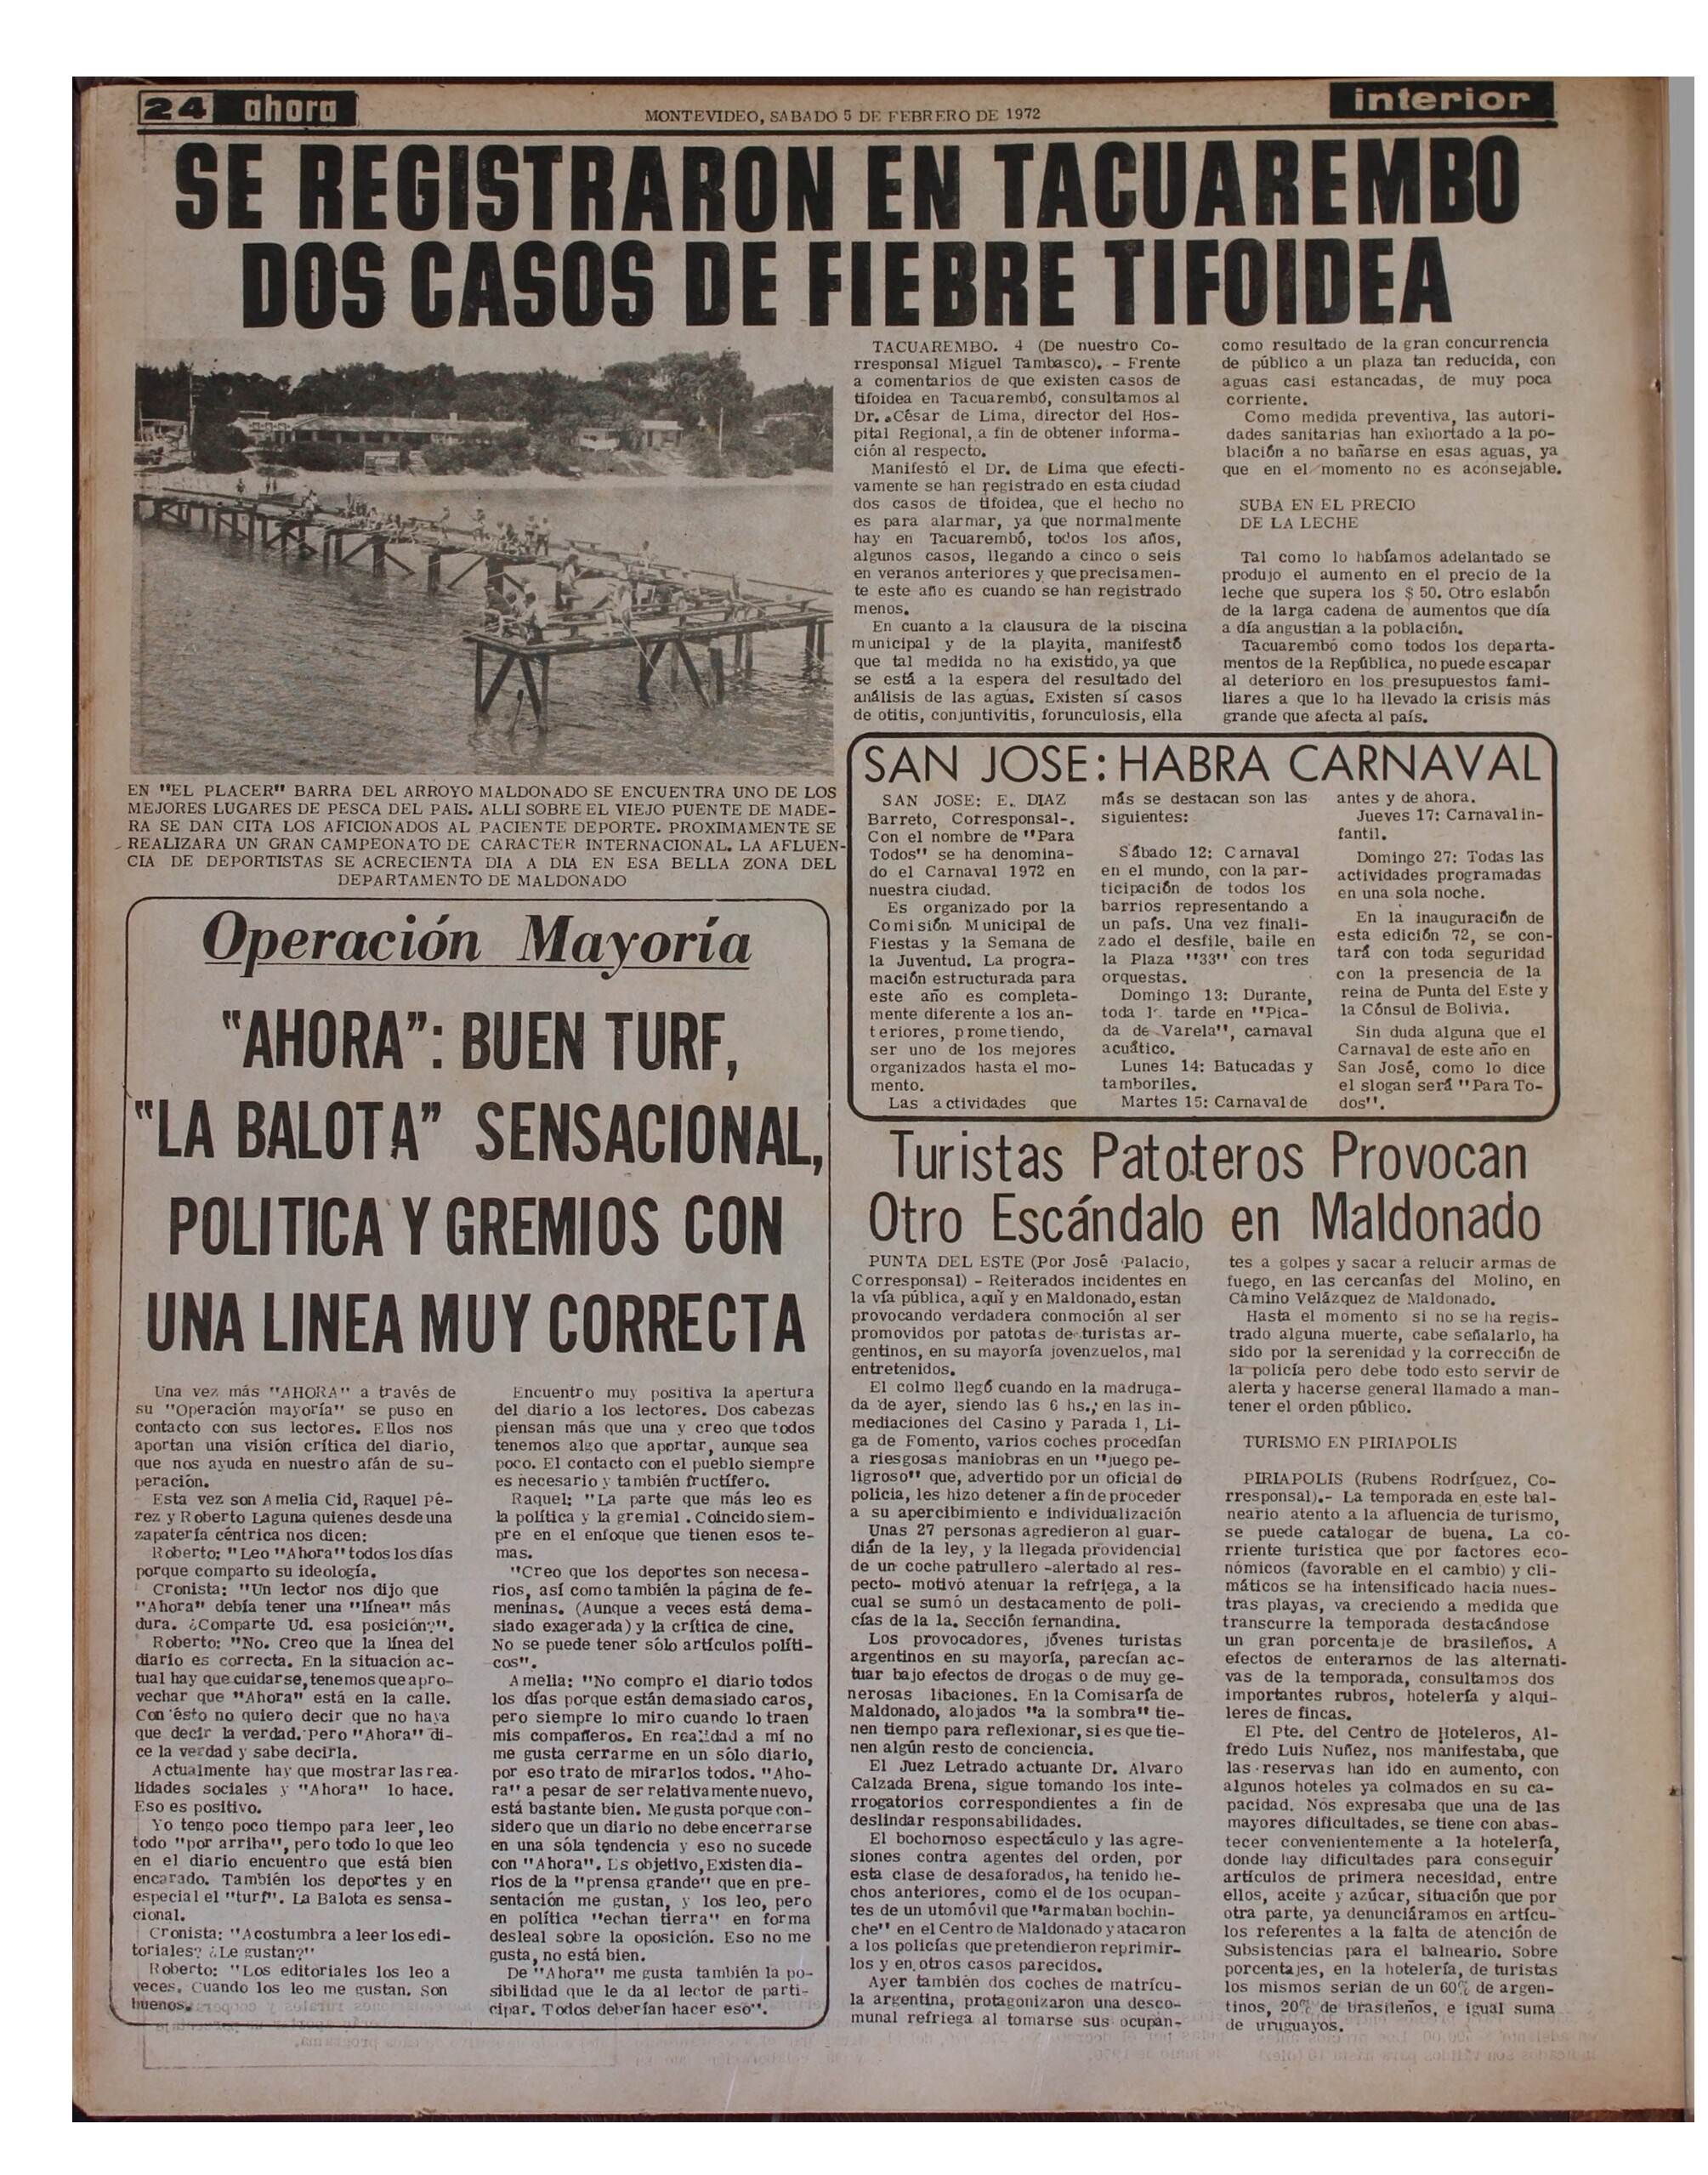 24 ahora
MONTEVIDEO, SABADO 5 DE FEBRERO DE 1972
interior
SE REGISTRARON EN TACUAREMBO
DOS CASOS DE FIEBRE TIFOIDEA
TACUAREMBO. 4 (De nuestro Co-
rresponsal Miguel Tambasco). - Frente
a comentarios de que existen casos de
tifoidea en Tacuarembó, consultamos al
Dr. César de Lima, director del Hos-
pital Regional, a fin de obtener informa-
ción al respecto.
Manifestó el Dr. de Lima que efecti-
vamente se han registrado en esta ciudad
dos casos de tifoidea, que el hecho no
es para alarmar, ya que normalmente
hay en Tacuarembó, todos los años,
algunos casos, llegando a cinco o seis
en veranos anteriores y que precisamen-
te este año es cuando se han registrado
menos.
En cuanto a la clausura de la piscina
municipal y de la playita, manifestó
que tal medida no ha existido, ya que
se está a la espera del resultado del
análisis de las aguas. Existen sí casos
de otitis, conjuntivitis, forunculosis, ella
como resultado de la gran concurrencia
de público a un plaza tan reducida, con
aguas casi estancadas, de muy poca
corriente.
Como medida preventiva, las autori-
dades sanitarias han exhortado a la po-
blación a no bañarse en esas aguas, ya
que en el momento no es aconsejable.
SUBA EN EL PRECIO
DE LA LECHE
Tal como lo habíamos adelantado se
produjo el aumento en el precio de la
leche que supera los $ 50. Otro eslabón
de la larga cadena de aumentos que día
a día angustian a la población.
Tacuarembó como todos los departa-
mentos de la República, no puede escapar
al deterioro en los presupuestos fami-
liares a que lo ha llevado la crisis más
grande que afecta al país.
EN "EL PLACER" BARRA DEL ARROYO MALDONADO SE ENCUENTRA UNO DE LOS
MEJORES LUGARES DE PESCA DEL PAIS. ALLI SOBRE EL VIEJO PUENTE DE MADE-
RA SE DAN CITA LOS AFICIONADOS AL PACIENTE DEPORTE. PROXIMAMENTE SE
REALIZARA UN GRAN CAMPEONATO DE CARACTER INTERNACIONAL. LA AFLUEN-
CIA DE DEPORTISTAS SE ACRECIENTA DIA A DIA EN ESA BELLA ZONA DEL
DEPARTAMENTO DE MALDONADO
SAN JOSE: HABRA CARNAVAL
SAN JOSE: E. DIAZ
Barreto, Corresponsal-.
Con el nombre de "Para
Todos" se ha denomina-
do el Carnaval 1972 en
nuestra ciudad.
Es organizado por la
Comisión Municipal de
Fiestas y la Semana de
la Juventud. La progra-
mación estructurada para
este año es completa-
mente diferente a los an-
teriores, prometiendo,
ser uno de los mejores
organizados hasta el mo-
mento.
Las actividades que
más se destacan son las
siguientes:
Sábado 12: Carnaval
en el mundo, con la par-
ticipación de todos los
barrios representando a
un país. Una vez finali-
zado el desfile, baile en
la Plaza "33" con tres
orquestas.
Domingo 13: Durante,
toda l tarde en "Pica-
da de Varela", carnaval
acuático.
Lunes 14: Batucadas y
tamboriles.
Martes 15: Carnaval de
antes y de ahora.
Jueves 17: Carnaval in-
fantil.
Domingo 27: Todas las
actividades programadas
en una sola noche.
En la inauguración de
esta edición 72, se con-
tará con toda seguridad
con la presencia de la
reina de Punta del Este y
la Cónsul de Bolivia.
Sin duda alguna que el
Carnaval de este año en
San José, como lo dice
el slogan será "Para To-
dos".
Operación Mayoría
"AHORA": BUEN TURF,
"LA BALOTA" SENSACIONAL,
POLITICA Y GREMIOS CON
UNA LINEA MUY CORRECTA
Una vez más "AHORA" a través de
su "Operación mayoría" se puso en
contacto con sus lectores. Ellos nos
aportan una visión crítica del diario,
que nos ayuda en nuestro afán de su-
peración.
Esta vez son Amelia Cid, Raquel Pé-
rez y Roberto Laguna quienes desde una
zapatería céntrica nos dicen:
Roberto: "Leo "Ahora" todos los días
porque comparto su ideología.
Cronista: "Un lector nos dijo que
"Ahora" debía tener una "línea" más
dura. ¿Comparte Ud. esa posición?".
Roberto: "No. Creo que la línea del
diario es correcta. En la situación ac-
tual hay que cuidarse, tenemos que apro-
vechar que "Ahora" está en la calle.
Con ésto no quiero decir que no haya
que decir la verdad. Pero "Ahora" di-
ce la verdad y sabe decirla.
Actualmente hay que mostrar las rea-
lidades sociales y "Ahora" lo hace.
Eso es positivo.
Yo tengo poco tiempo para leer, leo
todo "por arriba", pero todo lo que leo
en el diario encuentro que está bien
encarado. También los deportes y en
especial el "turf". La Balota es sensa-
cional.
Cronista: "Acostumbra a leer los edi-
toriales? ¿Le gustan?"
Roberto: "Los editoriales los leo a
veces. Cuando los leo me gustan. Son
buenos.
Encuentro muy positiva la apertura
del diario a los lectores. Dos cabezas
piensan más que una y creo que todos
tenemos algo que aportar, aunque sea
poco. El contacto con el pueblo siempre
es necesario y también fructífero.
Raquel: "La parte que más leo es
la política y la gremial. Coincido siem-
pre en el enfoque que tienen esos te-
mas.
"Creo que los deportes son necesa-
rios, así como también la página de fe-
meninas. (Aunque a veces está dema-
siado exagerada) y la crítica de cine.
No se puede tener sólo artículos políti-
cos".
Amelia: "No compro el diario todos
los días porque están demasiado caros,
pero siempre lo miro cuando lo traen
mis compañeros. En realidad a mí no
me gusta cerrarme en un sólo diario,
por eso trato de mirarlos todos. "Aho-
ra" a pesar de ser relativamente nuevo,
está bastante bien. Me gusta porque con-
sidero que un diario no debe encerrarse
en una sóla tendencia y eso no sucede
con "Ahora". Es objetivo, Existen dia-
rios de la "prensa grande" que en pre-
sentación me gustan, y los leo, pero
en política "echan tierra" en forma
desleal sobre la oposición. Eso no me
gusta, no está bien.
De "Ahora" me gusta también la po-
sibilidad que le da al lector de parti-
cipar. Todos deberían hacer eso".
Turistas Patoteros Provocan
Otro Escándalo en Maldonado
PUNTA DEL ESTE (Por José Palacio,
Corresponsal) - Reiterados incidentes en
la vía pública, aquí y en Maldonado, estan
provocando verdadera conmoción al ser
promovidos por patotas de turistas ar-
gentinos, en su mayoría jovenzuelos, mal
entretenidos.
El colmo llegó cuando en la madruga-
da de ayer, siendo las 6 hs., en las in-
mediaciones del Casino y Parada 1, Li-
ga de Fomento, varios coches procedían
a riesgosas maniobras en un "juego pe-
ligroso" que, advertido por un oficial de
policia, les hizo detener a fin de proceder
a su apercibimiento e individualización
Unas 27 personas agredieron al guar-
dián de la ley, y la llegada providencial
de un coche patrullero -alertado al res-
pecto- motivó atenuar la refriega, a la
cual se sumó un destacamento de poli-
cías de la 1a. Sección fernandina.
Los provocadores, jóvenes turistas
argentinos en su mayoría, parecían ac-
tuar bajo efectos de drogas o de muy ge-
nerosas libaciones. En la Comisaría de
Maldonado, alojados "a la sombra" tie-
nen tiempo para reflexionar, si es que tie-
nen algún resto de conciencia.
El Juez Letrado actuante Dr. Alvaro
Calzada Brena, sigue tomando los inte-
rrogatorios correspondientes a fin de
deslindar responsabilidades.
El bochornoso espectáculo y las agre-
siones contra agentes del orden, por
esta clase de desaforados, ha tenido he-
chos anteriores, como el de los ocupan-
tes de un utomóvil que "armaban bochin-
che" en el Centro de Maldonado y atacaron
a los policías que pretendieron reprimir-
los y en otros casos parecidos.
Ayer también dos coches de matrícu-
la argentina, protagonizaron una desco-
munal refriega al tomarse sus ocupan-
tes a golpes y sacar a relucir armas de
fuego, en las cercanías del Molino, en
Camino Velázquez de Maldonado.
Hasta el momento si no se ha regis-
trado alguna muerte, cabe señalarlo, ha
sido por la serenidad y la corrección de
la policía pero debe todo esto servir de
alerta y hacerse general llamado a man-
tener el orden público.
TURISMO EN PIRIAPOLIS
PIRIAPOLIS (Rubens Rodríguez, Co-
rresponsal).- La temporada en este bal-
neario atento a la afluencia de turismo,
se puede catalogar de buena. La co-
rriente turistica que por factores eco-
nómicos (favorable en el cambio) y cli-
máticos se ha intensificado hacia nues-
tras playas, va creciendo a medida que
transcurre la temporada destacándose
un gran porcentaje de brasileños. A
efectos de enterarnos de las alternati-
vas de la temporada, consultamos dos
importantes rubros, hotelería y alqui-
leres de fincas.
El Pte. del Centro de Hoteleros, Al-
fredo Luis Nuñez, nos manifestaba, que
las reservas han ido en aumento, con
algunos hoteles ya colmados en su ca-
pacidad. Nos expresaba que una de las
mayores dificultades, se tiene con abas-
tecer convenientemente a la hotelería,
donde hay dificultades para conseguir
artículos de primera necesidad, entre
ellos, aceite y azúcar, situación que por
otra parte, ya denunciáramos en artícu-
los referentes a la falta de atención de
Subsistencias para el balneario. Sobre
porcentajes, en la hotelería, de turistas
los mismos serian de un 60% de argen-
tinos, 20% de brasileños, e igual suma
de uruguayos.